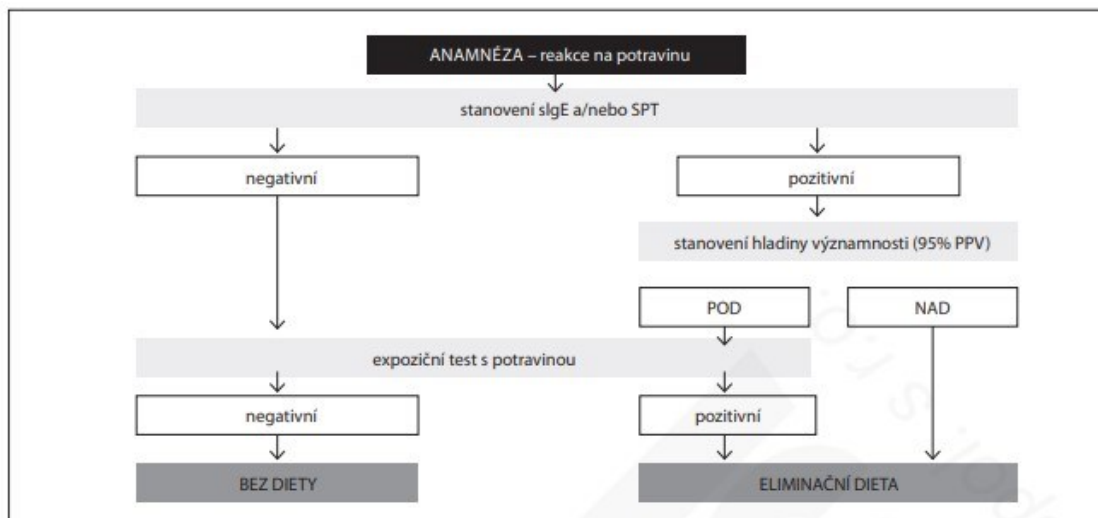 ANAMNÉZA – reakce na potravinu
stanovení sIgE a/nebo SPT
negativní
pozitivní
stanovení hladiny významnosti (95% PPV)
POD
NAD
expoziční test s potravinou
negativní
pozitivní
BEZ DIETY
ELIMINAČNÍ DIETA